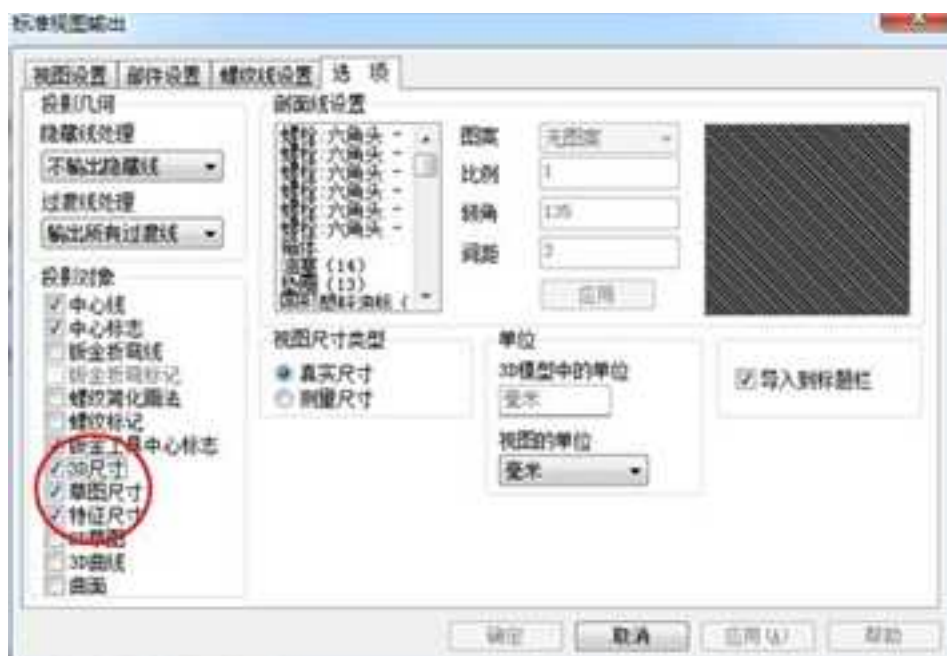 标准视图输出
视图设置 部件设置 螺纹线设置 选 项
投影几何
隐藏线处理
不输出隐藏线
过渡线处理
输出所有过渡线
投影对象
中心线
中心标志
钣金折弯线
钣金折弯标记
螺纹简化画法
螺纹标记
钣金工具中心标志
3D尺寸
草图尺寸
特征尺寸
3D曲线
曲面
剖面线设置
螺栓 六角头 -
螺栓 六角头 -
螺栓 六角头 -
螺栓 六角头 -
螺栓 六角头 -
螺栓 六角头 -
(14)
(13)
图案 无图案
比例 1
倾角 135
间距 3
应用
视图尺寸类型
真实尺寸
测量尺寸
单位
3D模型中的单位
毫米
视图的单位
毫米
导入到标题栏
确定 取消 应用(A) 帮助